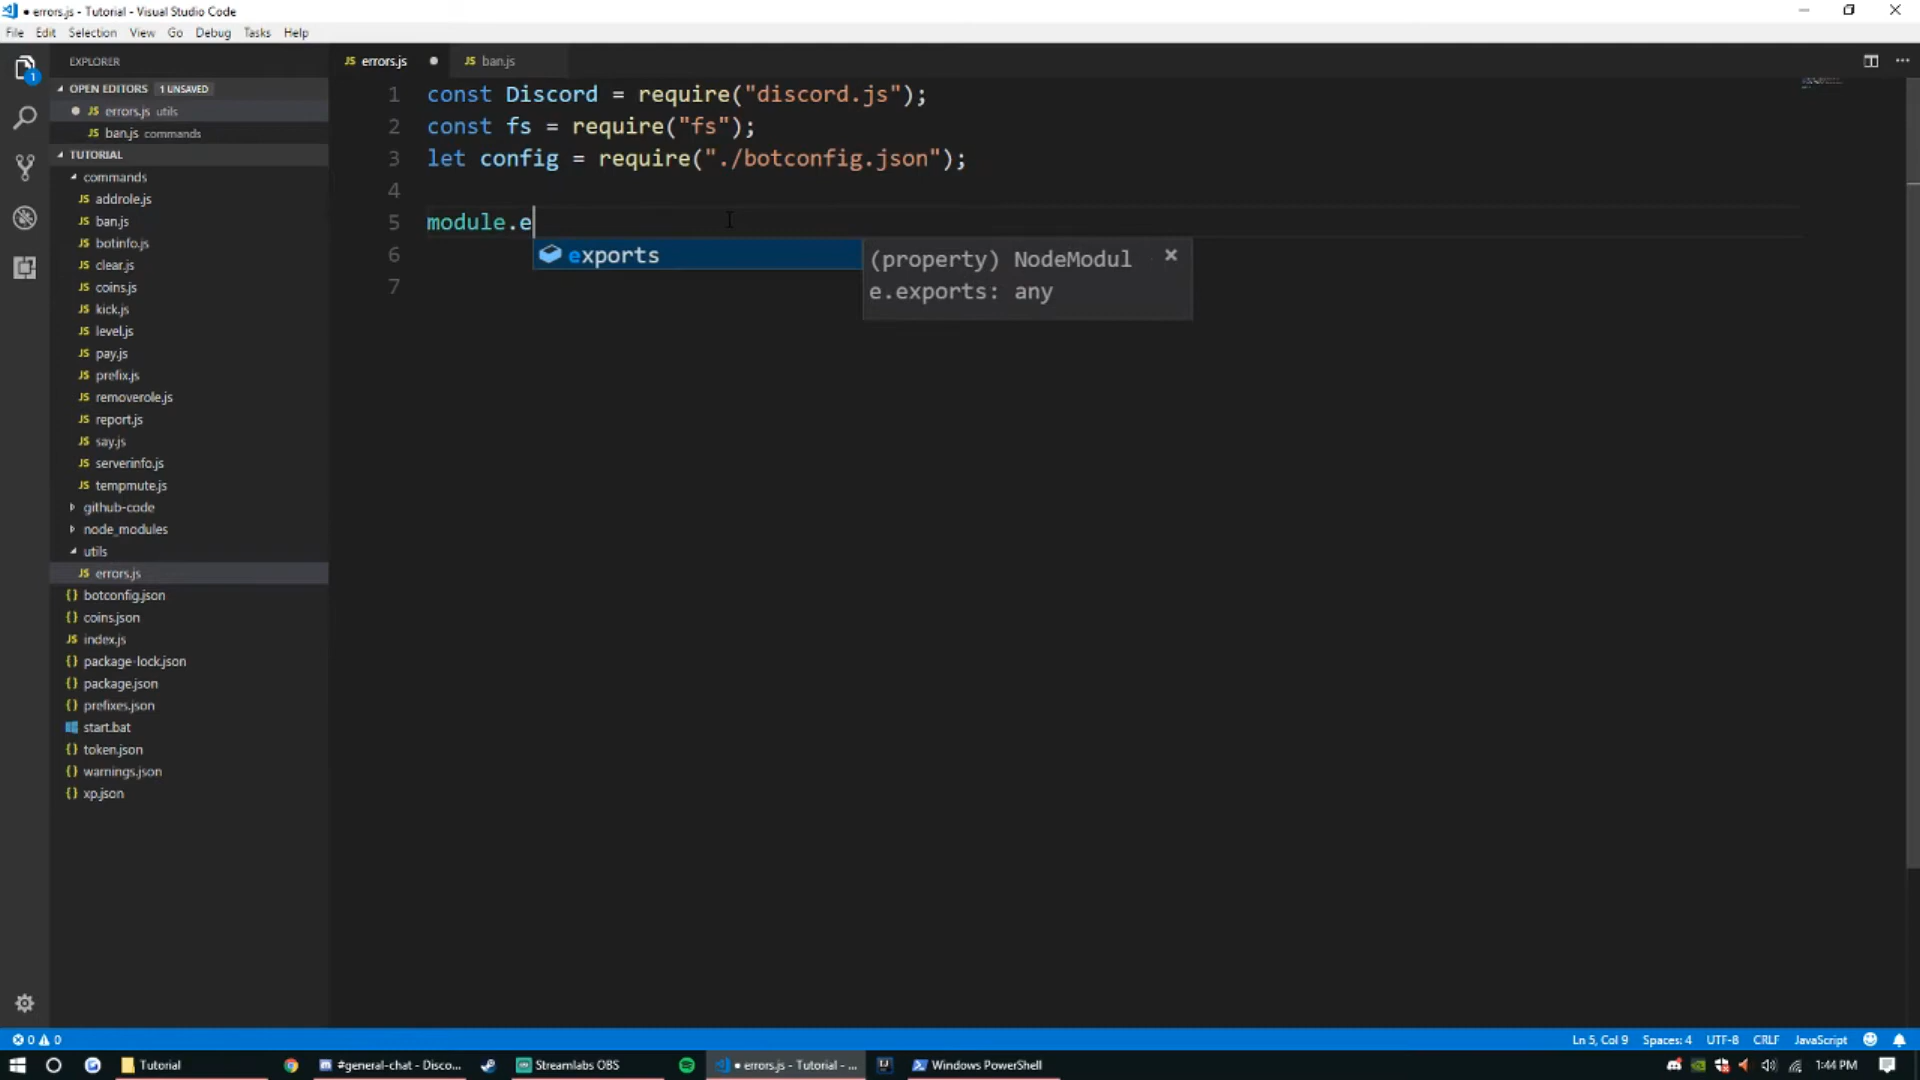 ● errors.js - Tutorial - Visual Studio Code
File Edit Selection View Go Debug Tasks Help
EXPLORER
JS errors.js ●
JS ban.js
OPEN EDITORS 1 UNSAVED
● JS errors.js utils
JS ban.js commands
TUTORIAL
commands
JS addrole.js
JS ban.js
JS botinfo.js
JS clear.js
JS coins.js
JS kick.js
JS level.js
JS pay.js
JS prefix.js
JS removerole.js
JS report.js
JS say.js
JS serverinfo.js
JS tempmute.js
github-code
node_modules
utils
JS errors.js
{} botconfig.json
{} coins.json
JS index.js
{} package-lock.json
{} package.json
{} prefixes.json
start.bat
{} token.json
{} warnings.json
{} xp.json
1
1 const Discord = require("discord.js");
2 const fs = require("fs");
3 let config = require("./botconfig.json");
4
5 module.e
6
7
exports
(property) NodeModul
e.exports: any
0 0
Ln 5, Col 9 Spaces: 4 UTF-8 CRLF JavaScript
Tutorial
#general-chat - Disco...
Streamlabs OBS
● errors.js - Tutorial - ...
Windows PowerShell
1:44 PM